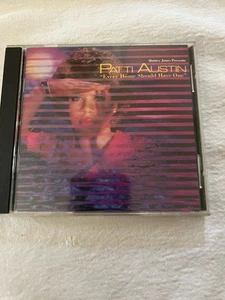 Quincy Jones Presents
PATTI AUSTIN
"Every Home Should Have One"